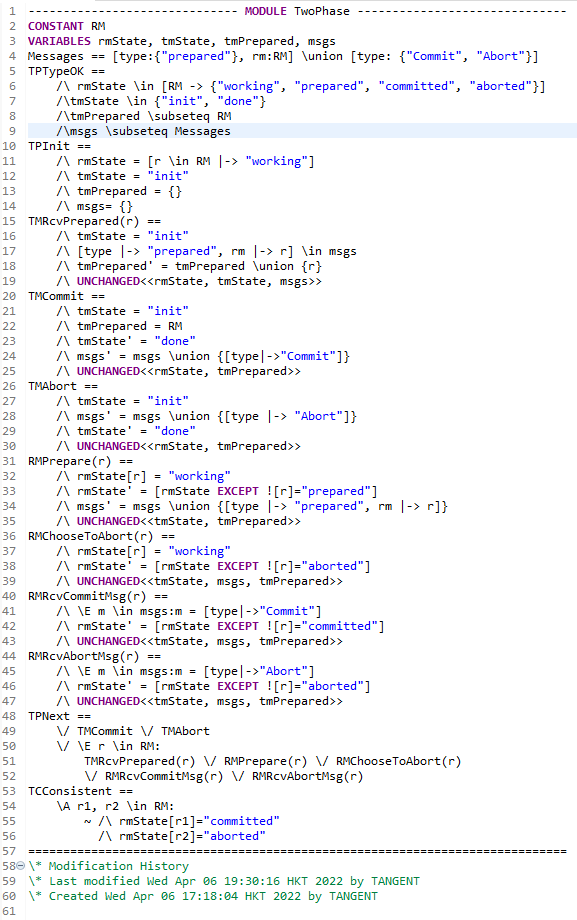 1 ---------------------------- MODULE TwoPhase ----------------------------
2 CONSTANT RM
3 VARIABLES rmState, tmState, tmPrepared, msgs
4 Messages == [type:{"prepared"}, rm:RM] \union [type: {"Commit", "Abort"}]
5 TPTypeOK ==
6     /\ rmState \in [RM -> {"working", "prepared", "committed", "aborted"}]
7     /\tmState \in {"init", "done"}
8     /\tmPrepared \subseteq RM
9     /\msgs \subseteq Messages
10 TPInit ==
11     /\ rmState = [r \in RM |-> "working"]
12     /\ tmState = "init"
13     /\ tmPrepared = {}
14     /\ msgs= {}
15 TMRcvPrepared(r) ==
16     /\ tmState = "init"
17     /\ [type |-> "prepared", rm |-> r] \in msgs
18     /\ tmPrepared' = tmPrepared \union {r}
19     /\ UNCHANGED<<rmState, tmState, msgs>>
20 TMCommit ==
21     /\ tmState = "init"
22     /\ tmPrepared = RM
23     /\ tmState' = "done"
24     /\ msgs' = msgs \union {[type|->"Commit"]}
25     /\ UNCHANGED<<rmState, tmPrepared>>
26 TMAbort ==
27     /\ tmState = "init"
28     /\ msgs' = msgs \union {[type |-> "Abort"]}
29     /\ tmState' = "done"
30     /\ UNCHANGED<<rmState, tmPrepared>>
31 RMPrepare(r) ==
32     /\ rmState[r] = "working"
33     /\ rmState' = [rmState EXCEPT ![r]="prepared"]
34     /\ msgs' = msgs \union {[type |-> "prepared", rm |-> r]}
35     /\ UNCHANGED<<tmState, tmPrepared>>
36 RMChooseToAbort(r) ==
37     /\ rmState[r] = "working"
38     /\ rmState' = [rmState EXCEPT ![r]="aborted"]
39     /\ UNCHANGED<<tmState, msgs, tmPrepared>>
40 RMRcvCommitMsg(r) ==
41     /\ \E m \in msgs:m = [type|->"Commit"]
42     /\ rmState' = [rmState EXCEPT ![r]="committed"]
43     /\ UNCHANGED<<tmState, msgs, tmPrepared>>
44 RMRcvAbortMsg(r) ==
45     /\ \E m \in msgs:m = [type|->"Abort"]
46     /\ rmState' = [rmState EXCEPT ![r]="aborted"]
47     /\ UNCHANGED<<tmState, msgs, tmPrepared>>
48 TPNext ==
49     \/ TMCommit \/ TMAbort
50     \/ \E r \in RM:
51         TMRcvPrepared(r) \/ RMPrepare(r) \/ RMChooseToAbort(r)
52         \/ RMRcvCommitMsg(r) \/ RMRcvAbortMsg(r)
53 TCConsistent ==
54     \A r1, r2 \in RM:
55         ~ /\ rmState[r1]="committed"
56           /\ rmState[r2]="aborted"
57 =============================================================================
58 \* Modification History
59 \* Last modified Wed Apr 06 19:30:16 HKT 2022 by TANGENT
60 \* Created Wed Apr 06 17:18:04 HKT 2022 by TANGENT
61